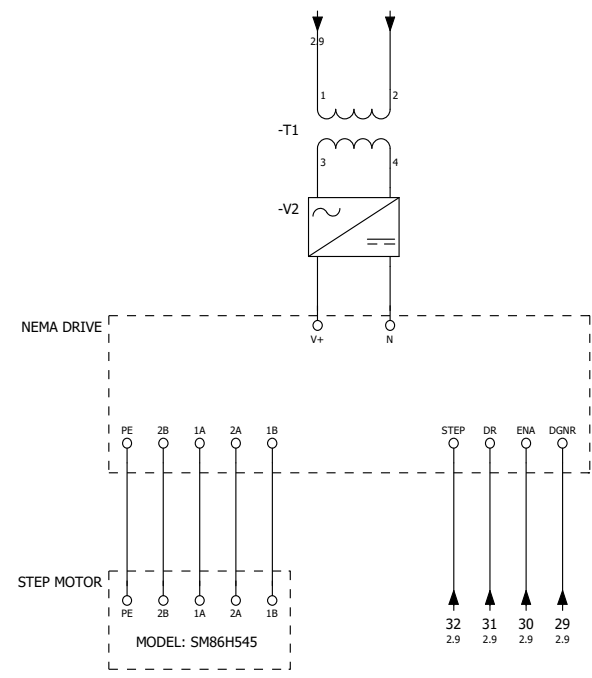 2.9
1 2
-T1
3 4
-V2
NEMA DRIVE
V+ N
PE 2B 1A 2A 1B STEP DR ENA DGNR
STEP MOTOR
PE 2B 1A 2A 1B
MODEL: SM86H545
32 31 30 29
2.9 2.9 2.9 2.9